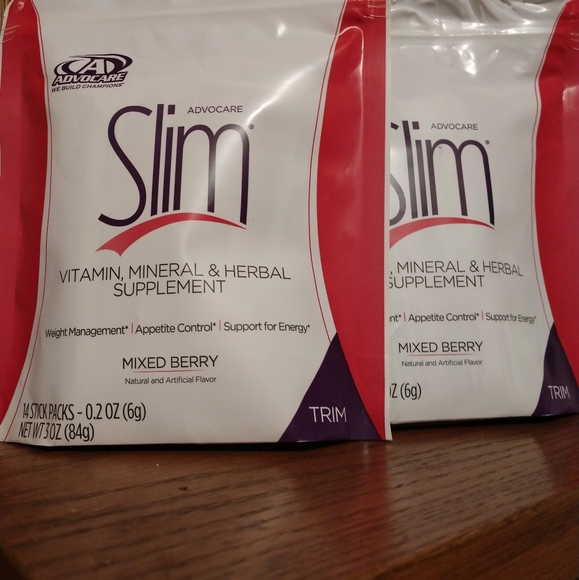 ADVOCARE
WE BUILD CHAMPIONS®
ADVOCARE
Slim®
VITAMIN, MINERAL & HERBAL
SUPPLEMENT
Weight Management* | Appetite Control* | Support for Energy*
MIXED BERRY
Natural and Artificial Flavor
14 STICK PACKS - 0.2 OZ (6g)
NET WT 3 OZ (84g)
TRIM
ADVOCARE
Slim®
, MINERAL & HERBAL
SUPPLEMENT
nt* | Appetite Control* | Support for Energy*
MIXED BERRY
Natural and Artificial Flavor
OZ (6g)
TRIM